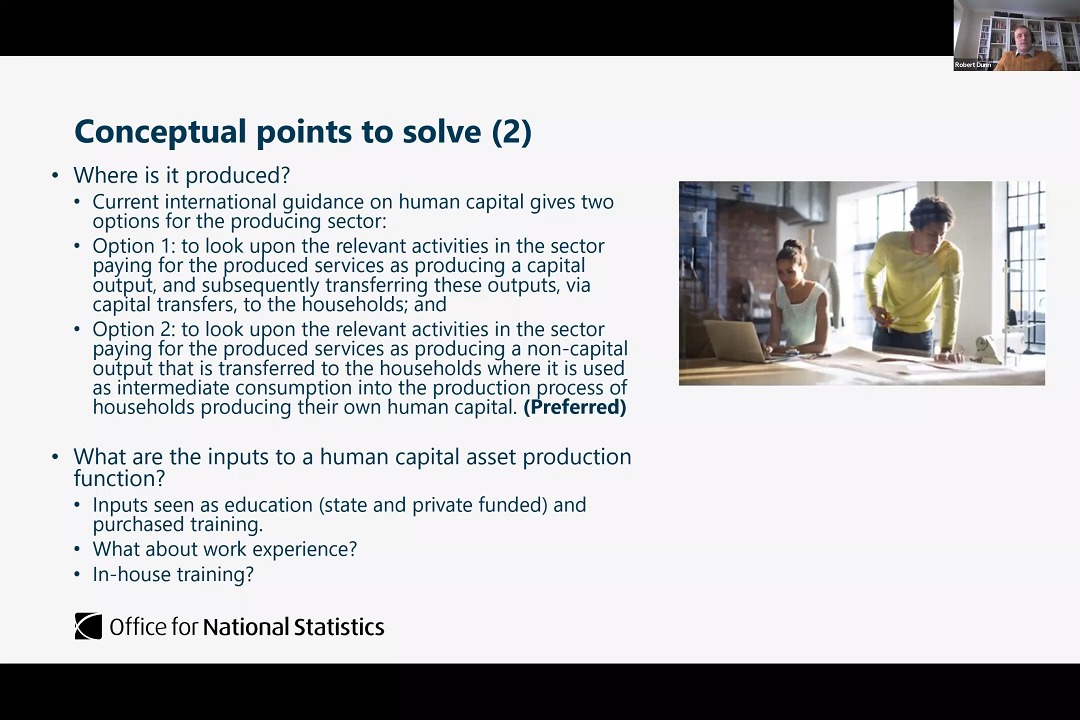 Robert Dunn
Conceptual points to solve (2)
• Where is it produced?
• Current international guidance on human capital gives two
options for the producing sector:
• Option 1: to look upon the relevant activities in the sector
paying for the produced services as producing a capital
output, and subsequently transferring these outputs, via
capital transfers, to the households; and
• Option 2: to look upon the relevant activities in the sector
paying for the produced services as producing a non-capital
output that is transferred to the households where it is used
as intermediate consumption into the production process of
households producing their own human capital. (Preferred)
• What are the inputs to a human capital asset production
function?
• Inputs seen as education (state and private funded) and
purchased training.
• What about work experience?
• In-house training?
Office for National Statistics